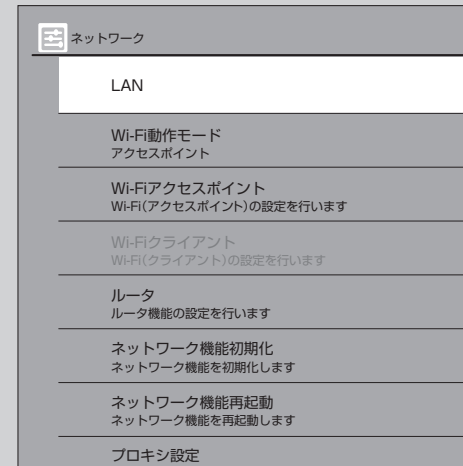 ネットワーク
LAN
Wi-Fi動作モード
アクセスポイント
Wi-Fiアクセスポイント
Wi-Fi(アクセスポイント)の設定を行います
Wi-Fiクライアント
Wi-Fi(クライアント)の設定を行います
ルータ
ルータ機能の設定を行います
ネットワーク機能初期化
ネットワーク機能を初期化します
ネットワーク機能再起動
ネットワーク機能を再起動します
プロキシ設定